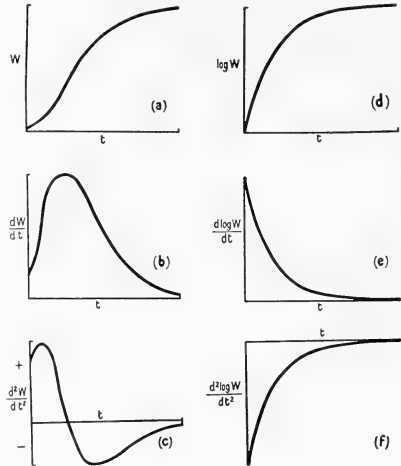 W
(a)
t
log W
(d)
t
dW
dt
(b)
t
d log W
dt
(e)
t
+
d²W
dt²
−
t
(c)
t
d² log W
dt²
(f)